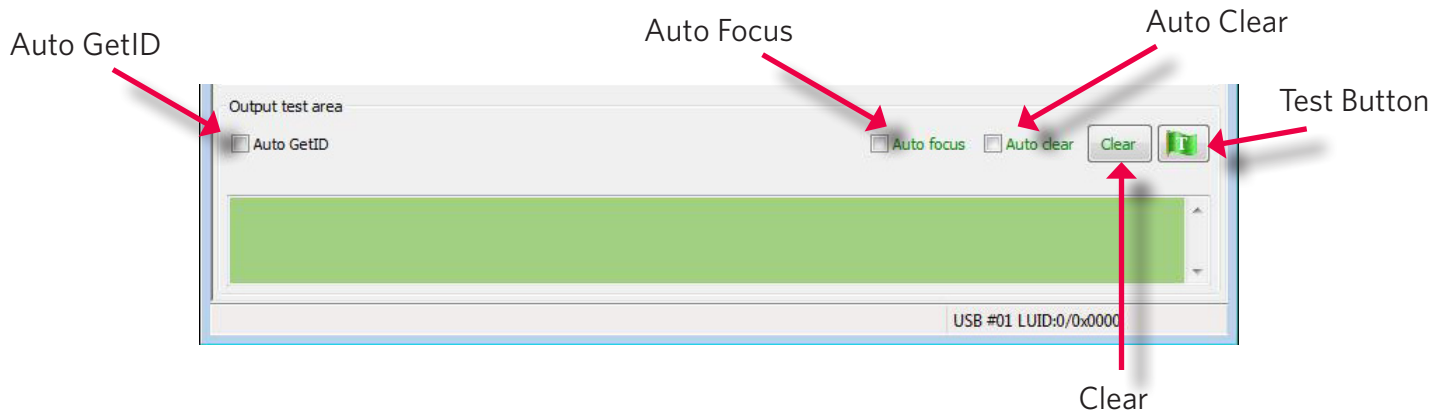 Auto GetID
Auto Focus
Auto Clear
Test Button
Output test area
Auto GetID
Auto focus
Auto clear
Clear
T
USB #01 LUID:0/0x0000
Clear